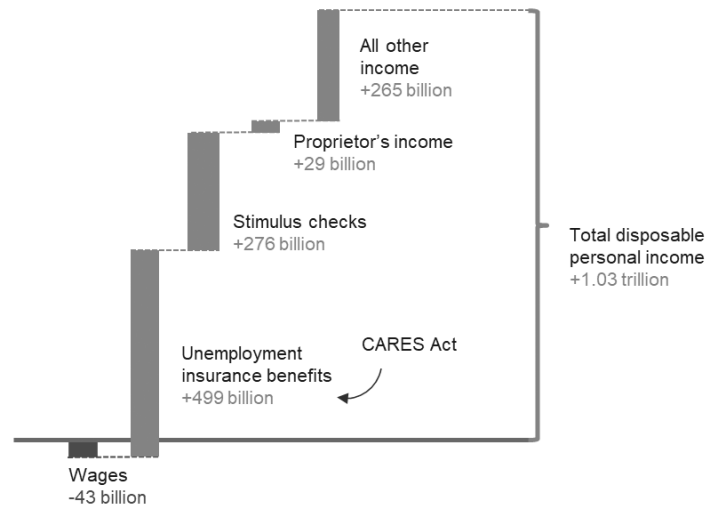 All other
income
+265 billion
Proprietor’s income
+29 billion
Stimulus checks
+276 billion
Total disposable
personal income
+1.03 trillion
CARES Act
Unemployment
insurance benefits
+499 billion
Wages
-43 billion